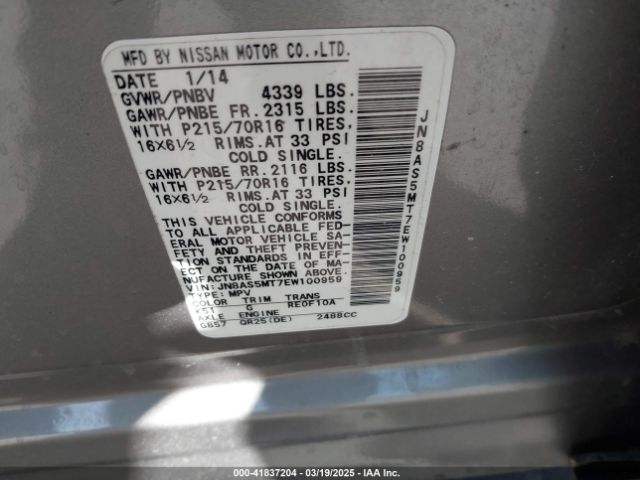 MFD BY NISSAN MOTOR CO.,LTD.
DATE 1/14
GVWR/PNBV 4339 LBS.
GAWR/PNBE FR. 2315 LBS.
WITH P215/70R16 TIRES,
16X6½ RIMS. AT 33 PSI
COLD SINGLE.
GAWR/PNBE RR. 2116 LBS.
WITH P215/70R16 TIRES,
16X6½ RIMS. AT 33 PSI
COLD SINGLE.
THIS VEHICLE CONFORMS
TO ALL APPLICABLE FED-
ERAL MOTOR VEHICLE SA-
FETY AND THEFT PREVEN-
TION STANDARDS IN EFF-
ECT ON THE DATE OF MA-
NUFACTURE SHOWN ABOVE.
VIN: JN8AS5MT7EW100959
TYPE: MPV
COLOR TRIM TRANS
K51 G RE0F10A
AXLE ENGINE
GB57 QR25(DE) 2488CC
JN8AS5MT7EW100959
000-41837204 — 03/19/2025 — IAA Inc.